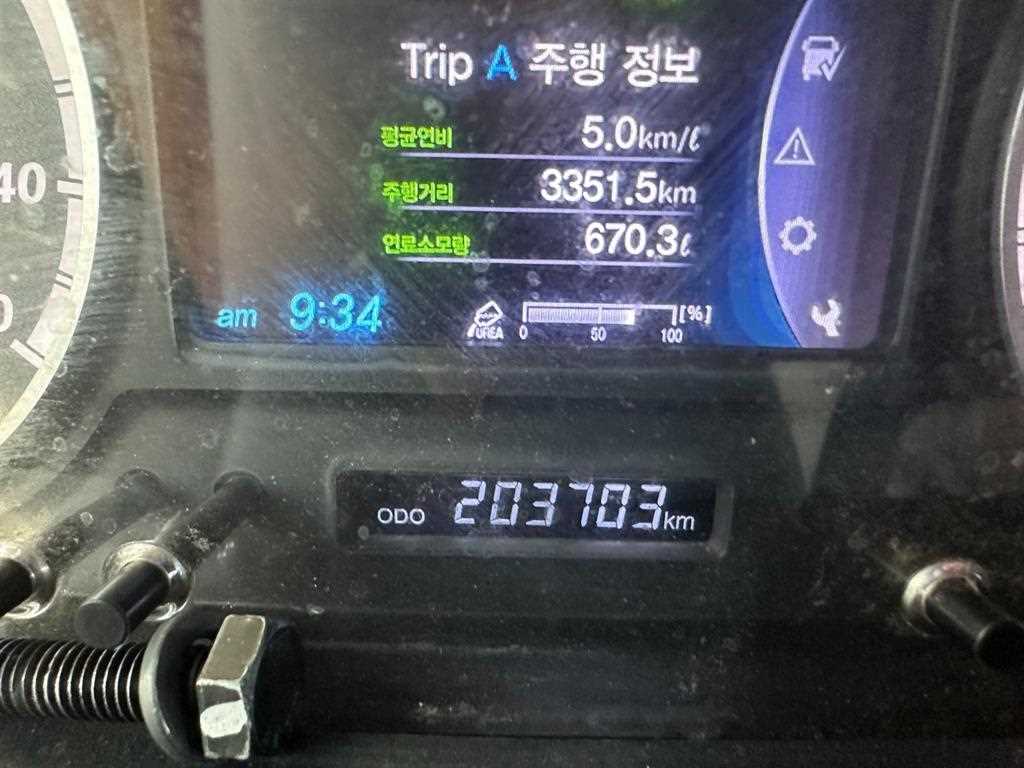 Trip A 주행 정보
평균연비 5.0km/ℓ
주행거리 3351.5km
연료소모량 670.3ℓ
am 9:34
UREA 0 50 100 [%]
ODO 203703km
40